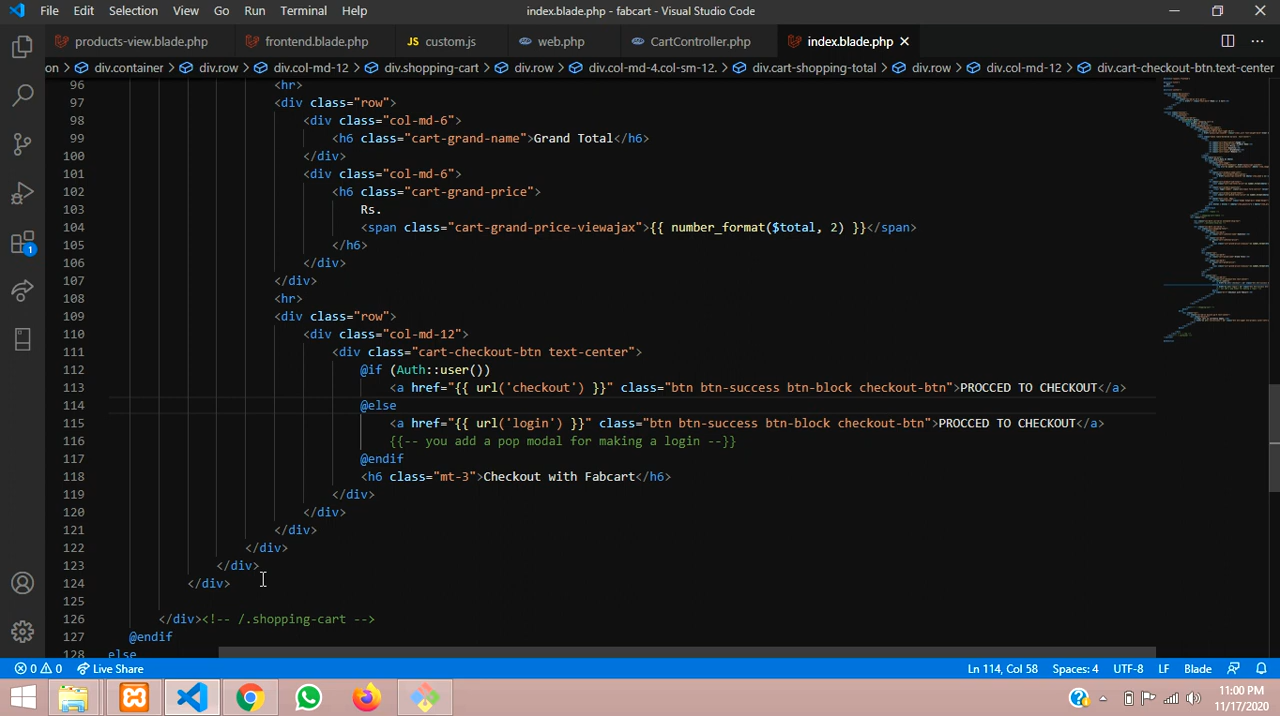 File Edit Selection View Go Run Terminal Help
index.blade.php - fabcart - Visual Studio Code
products-view.blade.php frontend.blade.php JS custom.js web.php CartController.php index.blade.php
on > div.container > div.row > div.col-md-12 > div.shopping-cart > div.row > div.col-md-4.col-sm-12. > div.cart-shopping-total > div.row > div.col-md-12 > div.cart-checkout-btn.text-center
96 <hr>
97 <div class="row">
98 <div class="col-md-6">
99 <h6 class="cart-grand-name">Grand Total</h6>
100 </div>
101 <div class="col-md-6">
102 <h6 class="cart-grand-price">
103 Rs.
104 <span class="cart-grand-price-viewajax">{{ number_format($total, 2) }}</span>
105 </h6>
106 </div>
107 </div>
108 <hr>
109 <div class="row">
110 <div class="col-md-12">
111 <div class="cart-checkout-btn text-center">
112 @if (Auth::user())
113 <a href="{{ url('checkout') }}" class="btn btn-success btn-block checkout-btn">PROCCED TO CHECKOUT</a>
114 @else
115 <a href="{{ url('login') }}" class="btn btn-success btn-block checkout-btn">PROCCED TO CHECKOUT</a>
116 {{-- you add a pop modal for making a login --}}
117 @endif
118 <h6 class="mt-3">Checkout with Fabcart</h6>
119 </div>
120 </div>
121 </div>
122 </div>
123 </div>
124 </div>
125
126 </div><!-- /.shopping-cart -->
127 @endif
128 else
1
0 0 Live Share
Ln 114, Col 58 Spaces: 4 UTF-8 LF Blade
11:00 PM
11/17/2020